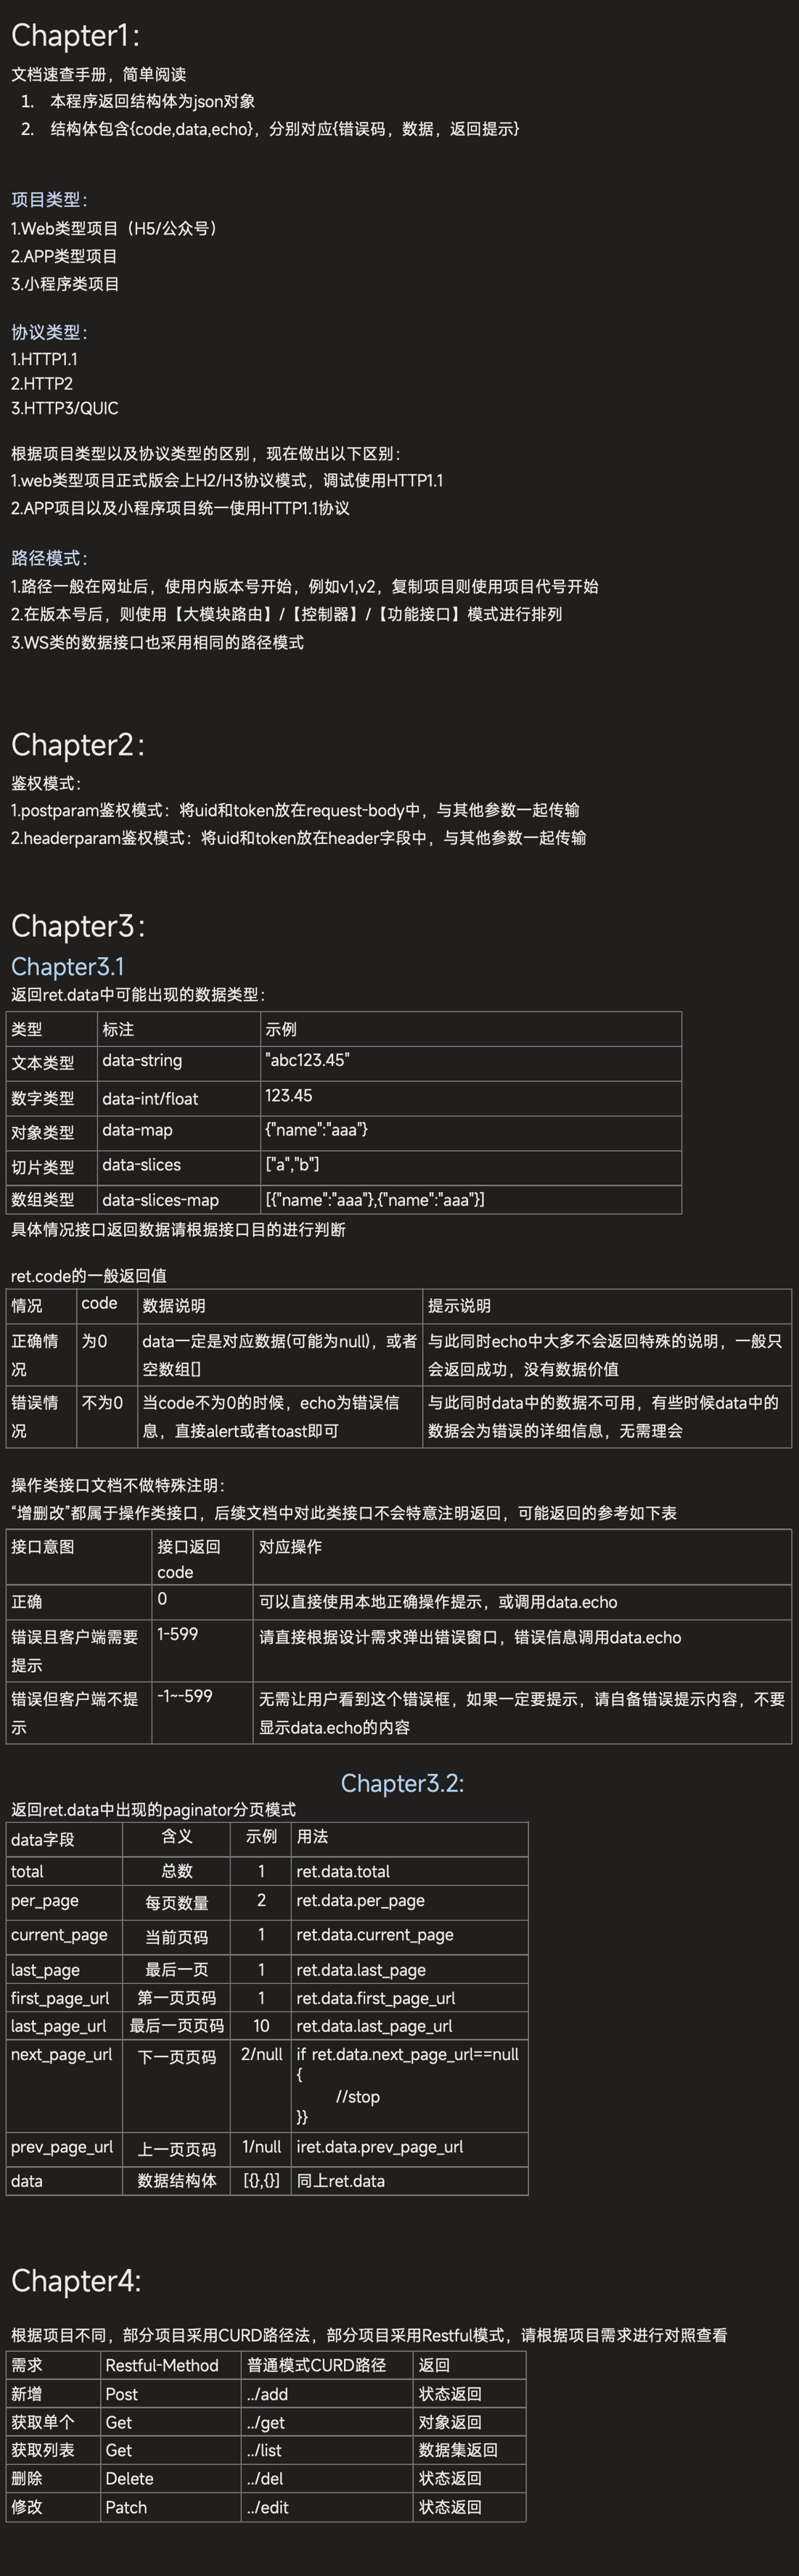 Chapter1：
文档速查手册，简单阅读
1. 本程序返回结构体为json对象
2. 结构体包含{code,data,echo}，分别对应{错误码，数据，返回提示}
项目类型：
1.Web类型项目（H5/公众号）
2.APP类型项目
3.小程序类项目
协议类型：
1.HTTP1.1
2.HTTP2
3.HTTP3/QUIC
根据项目类型以及协议类型的区别，现在做出以下区别：
1.web类型项目正式版会上H2/H3协议模式，调试使用HTTP1.1
2.APP项目以及小程序项目统一使用HTTP1.1协议
路径模式：
1.路径一般在网址后，使用内版本号开始，例如v1,v2，复制项目则使用项目代号开始
2.在版本号后，则使用【大模块路由】/【控制器】/【功能接口】模式进行排列
3.WS类的数据接口也采用相同的路径模式
Chapter2：
鉴权模式：
1.postparam鉴权模式：将uid和token放在request-body中，与其他参数一起传输
2.headerparam鉴权模式：将uid和token放在header字段中，与其他参数一起传输
Chapter3：
Chapter3.1
返回ret.data中可能出现的数据类型：
类型 标注 示例
文本类型 data-string "abc123.45"
数字类型 data-int/float 123.45
对象类型 data-map {"name":"aaa"}
切片类型 data-slices ["a","b"]
数组类型 data-slices-map [{"name":"aaa"},{"name":"aaa"}]
具体情况接口返回数据请根据接口目的进行判断
ret.code的一般返回值
情况 code 数据说明 提示说明
正确情 为0 data一定是对应数据(可能为null)，或者 与此同时echo中大多不会返回特殊的说明，一般只
况 空数组[] 会返回成功，没有数据价值
错误情 不为0 当code不为0的时候，echo为错误信 与此同时data中的数据不可用，有些时候data中的
况 息，直接alert或者toast即可 数据会为错误的详细信息，无需理会
操作类接口文档不做特殊注明：
“增删改”都属于操作类接口，后续文档中对此类接口不会特意注明返回，可能返回的参考如下表
接口意图 接口返回 对应操作
code
正确 0 可以直接使用本地正确操作提示，或调用data.echo
错误且客户端需要 1-599 请直接根据设计需求弹出错误窗口，错误信息调用data.echo
提示
错误但客户端不提 -1~-599 无需让用户看到这个错误框，如果一定要提示，请自备错误提示内容，不要
示 显示data.echo的内容
Chapter3.2:
返回ret.data中出现的paginator分页模式
data字段 含义 示例 用法
total 总数 1 ret.data.total
per_page 每页数量 2 ret.data.per_page
current_page 当前页码 1 ret.data.current_page
last_page 最后一页 1 ret.data.last_page
first_page_url 第一页页码 1 ret.data.first_page_url
last_page_url 最后一页页码 10 ret.data.last_page_url
next_page_url 下一页页码 2/null if ret.data.next_page_url==null
{
//stop
}}
prev_page_url 上一页页码 1/null iret.data.prev_page_url
data 数据结构体 [{},{}] 同上ret.data
Chapter4:
根据项目不同，部分项目采用CURD路径法，部分项目采用Restful模式，请根据项目需求进行对照查看
需求 Restful-Method 普通模式CURD路径 返回
新增 Post ../add 状态返回
获取单个 Get ../get 对象返回
获取列表 Get ../list 数据集返回
删除 Delete ../del 状态返回
修改 Patch ../edit 状态返回